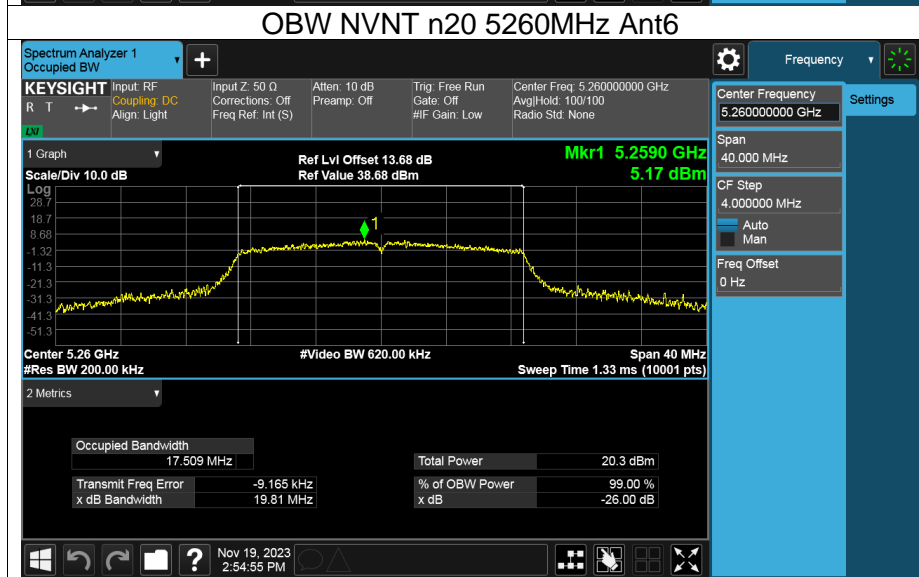 OBW NVNT n20 5260MHz Ant6
Spectrum Analyzer 1
Occupied BW
+
Frequency
KEYSIGHT
R T
LXI
Input: RF
Coupling: DC
Align: Light
Input Z: 50 Ω
Corrections: Off
Freq Ref: Int (S)
Atten: 10 dB
Preamp: Off
Trig: Free Run
Gate: Off
#IF Gain: Low
Center Freq: 5.260000000 GHz
Avg|Hold: 100/100
Radio Std: None
Center Frequency
5.260000000 GHz
Settings
Span
40.000 MHz
CF Step
4.000000 MHz
Auto
Man
Freq Offset
0 Hz
1 Graph
Scale/Div 10.0 dB
Ref Lvl Offset 13.68 dB
Ref Value 38.68 dBm
Mkr1 5.2590 GHz
5.17 dBm
Log
28.7
18.7
8.68
-1.32
-11.3
-21.3
-31.3
-41.3
-51.3
1
Center 5.26 GHz
#Video BW 620.00 kHz
Span 40 MHz
#Res BW 200.00 kHz
Sweep Time 1.33 ms (10001 pts)
2 Metrics
Occupied Bandwidth
17.509 MHz
Total Power 20.3 dBm
Transmit Freq Error -9.165 kHz
% of OBW Power 99.00 %
x dB Bandwidth 19.81 MHz
x dB -26.00 dB
?
Nov 19, 2023
2:54:55 PM